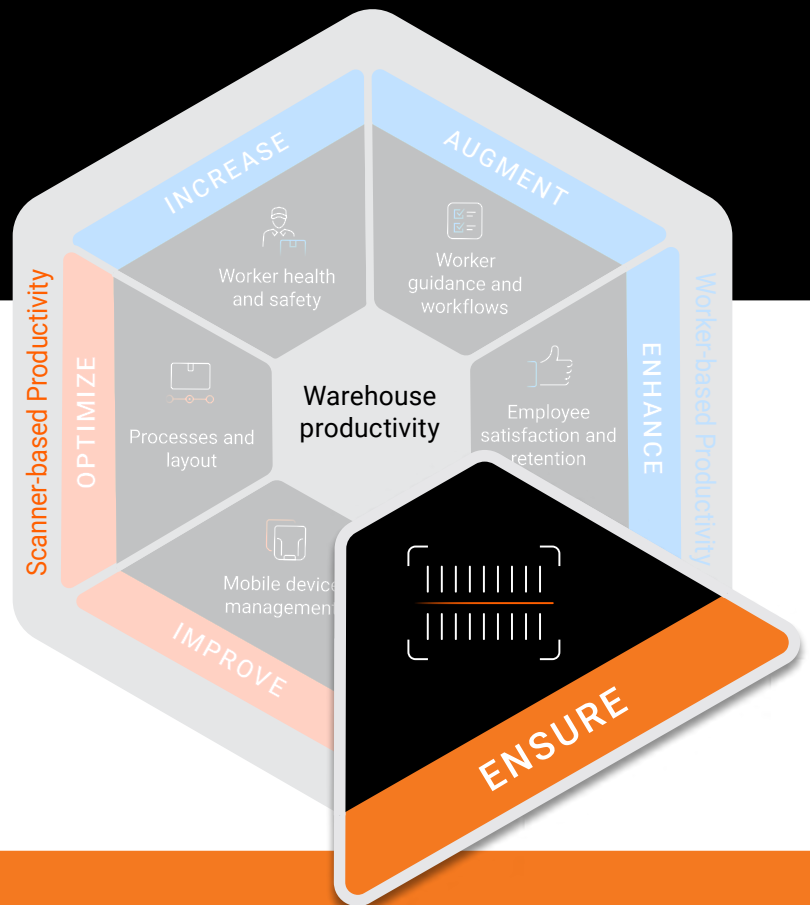 INCREASE
AUGMENT
Worker health
and safety
Worker
guidance and
workflows
Scanner-based Productivity
OPTIMIZE
Processes and
layout
Warehouse
productivity
Employee
satisfaction and
retention
ENHANCE
Worker-based Productivity
Mobile device
management
IMPROVE
ENSURE